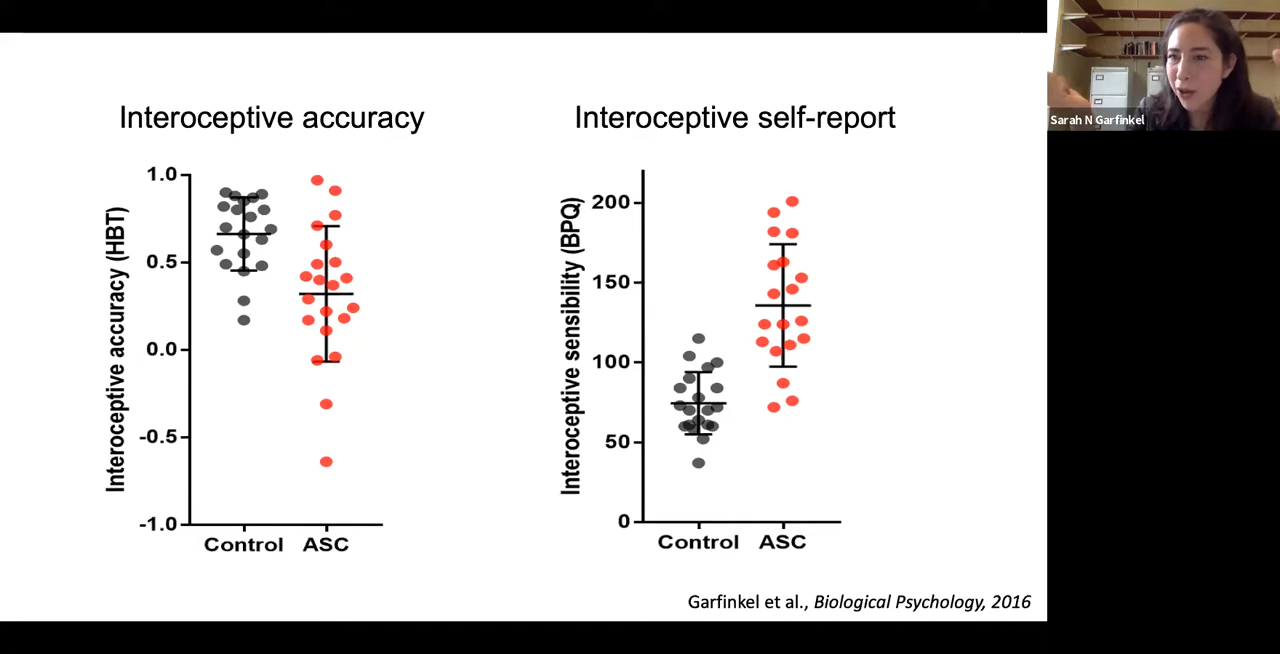 Sarah N Garfinkel
Interoceptive accuracy
Interoceptive accuracy (HBT)
1.0
0.5
0.0
-0.5
-1.0
Control ASC
Interoceptive self-report
Interoceptive sensibility (BPQ)
200
150
100
50
0
Control ASC
Garfinkel et al., Biological Psychology, 2016